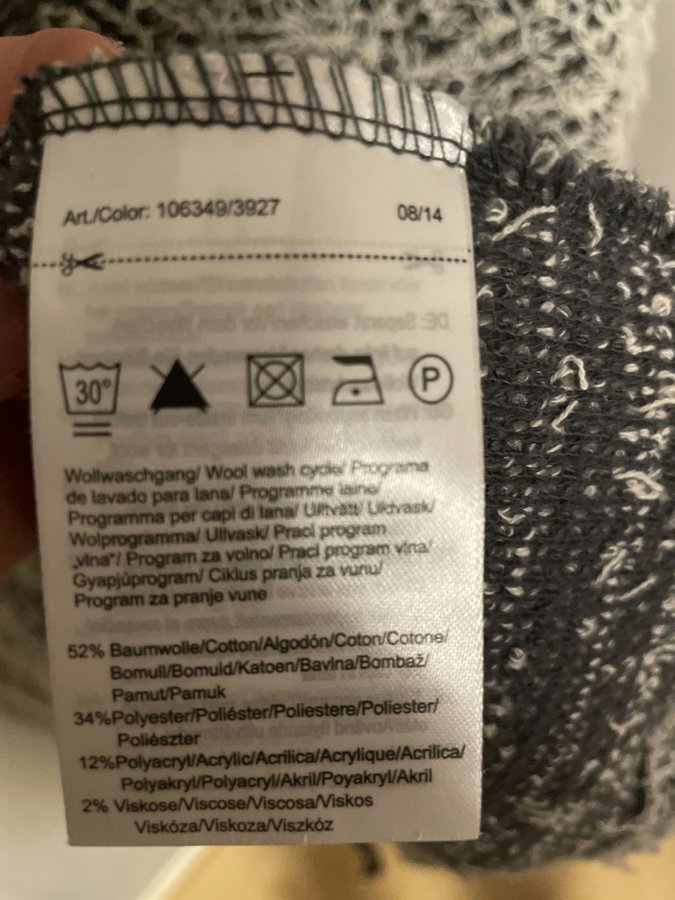 Art./Color: 106349/3927 08/14
30° P
Wollwaschgang/ Wool wash cycle/ Programa
de lavado para lana/ Programme laine/
Programma per capi di lana/ Ulltvätt/ Uldvask/
Wolprogramma/ Ullvask/ Prací program
„vlna“/ Program za volno/ Prací program vlna/
Gyapjúprogram/ Ciklus pranja za vunu/
Program za pranje vune
52% Baumwolle/Cotton/Algodón/Coton/Cotone/
Bomull/Bomuld/Katoen/Bavlna/Bombaž/
Pamut/Pamuk
34%Polyester/Poliéster/Poliestere/Poliester/
Poliészter
12%Polyacryl/Acrylic/Acrilica/Acrylique/Acrilica/
Polyakryl/Polyacryl/Akril/Poyakryl/Akril
2% Viskose/Viscose/Viscosa/Viskos
Viskóza/Viskoza/Viszkóz